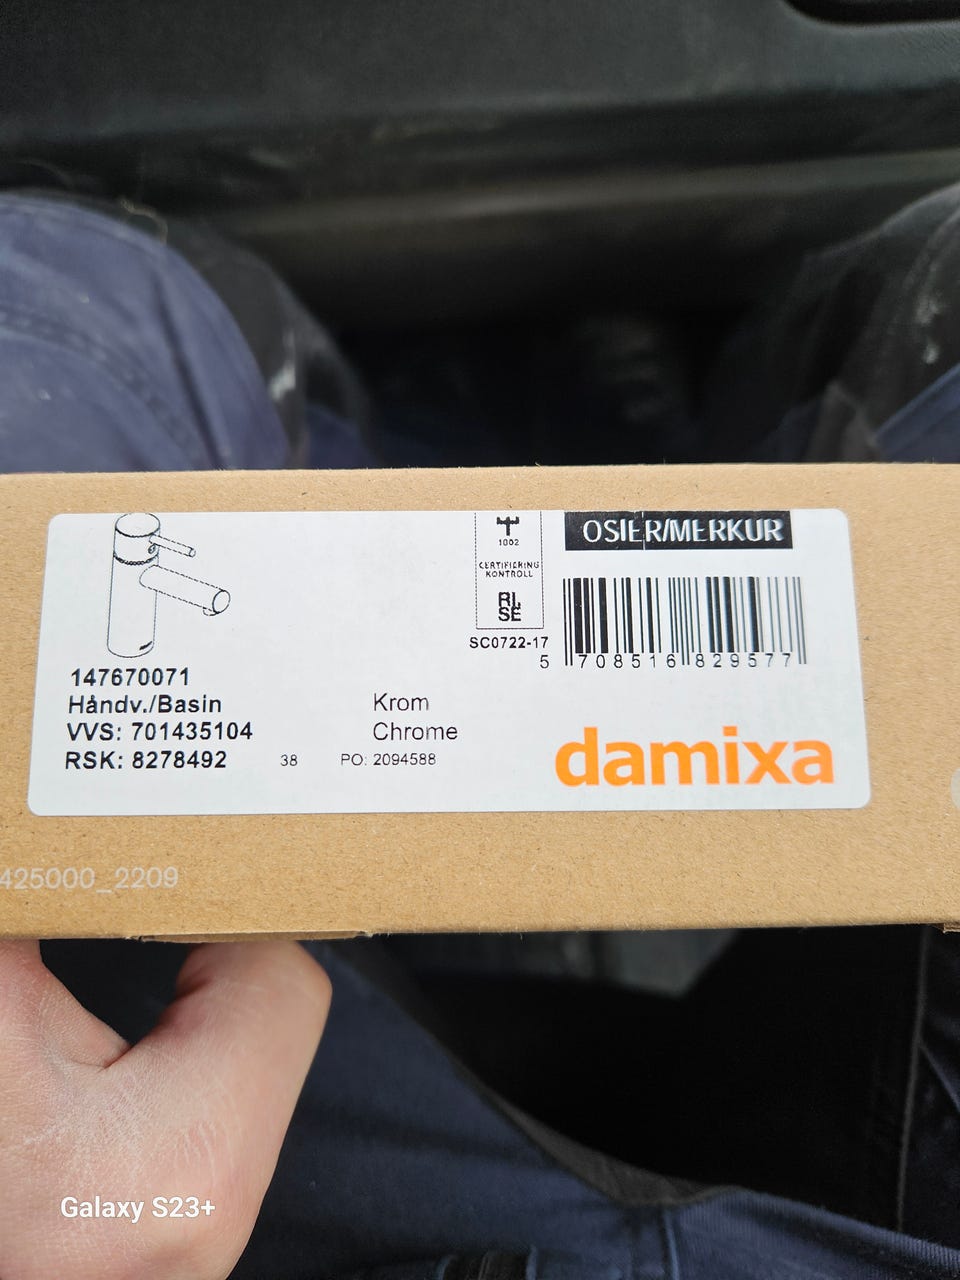 1002
CERTIFIERING
KONTROLL
RI.
SE
SC0722-17
OSIER/MERKUR
5 708516 829577
147670071
Håndv./Basin
VVS: 701435104
RSK: 8278492
38
Krom
Chrome
PO: 2094588
damixa
425000_2209
Galaxy S23+